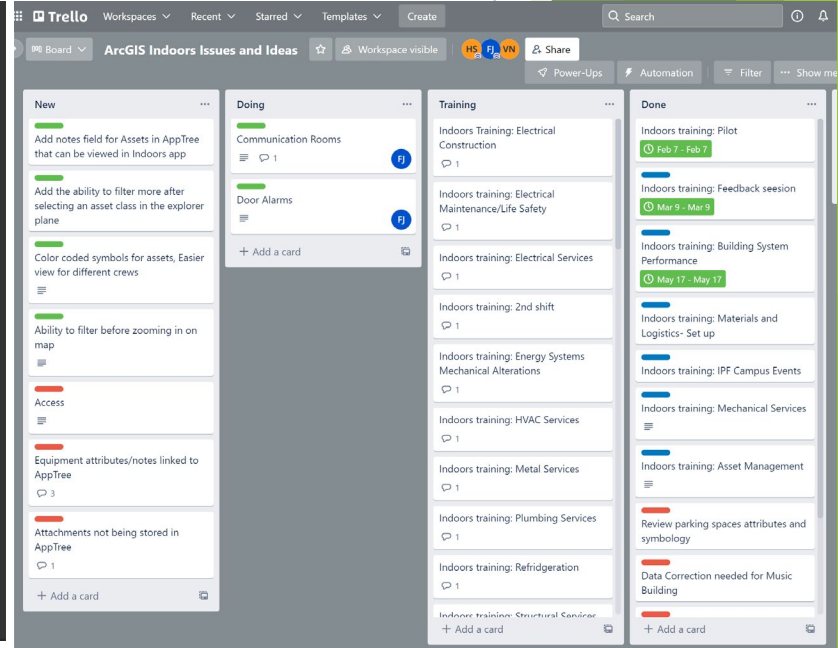 Trello
Workspaces
Recent
Starred
Templates
Create
Search
Board
ArcGIS Indoors Issues and Ideas
Workspace visible
HS
FJ
VN
Share
Power-Ups
Automation
Filter
Show me
New
Add notes field for Assets in AppTree
that can be viewed in Indoors app
Add the ability to filter more after
selecting an asset class in the explorer
plane
Color coded symbols for assets, Easier
view for different crews
Ability to filter before zooming in on
map
Access
Equipment attributes/notes linked to
AppTree
3
Attachments not being stored in
AppTree
1
+ Add a card
Doing
Communication Rooms
1
FJ
Door Alarms
FJ
+ Add a card
Training
Indoors Training: Electrical
Construction
1
Indoors training: Electrical
Maintenance/Life Safety
1
Indoors training: Electrical Services
1
Indoors training: 2nd shift
1
Indoors training: Energy Systems
Mechanical Alterations
1
Indoors training: HVAC Services
1
Indoors training: Metal Services
1
Indoors training: Plumbing Services
1
Indoors training: Refridgeration
1
Indoors training: Structural Services
+ Add a card
Done
Indoors training: Pilot
Feb 7 - Feb 7
Indoors training: Feedback seesion
Mar 9 - Mar 9
Indoors training: Building System
Performance
May 17 - May 17
Indoors training: Materials and
Logistics- Set up
Indoors training: IPF Campus Events
Indoors training: Mechanical Services
Indoors training: Asset Management
Review parking spaces attributes and
symbology
Data Correction needed for Music
Building
+ Add a card